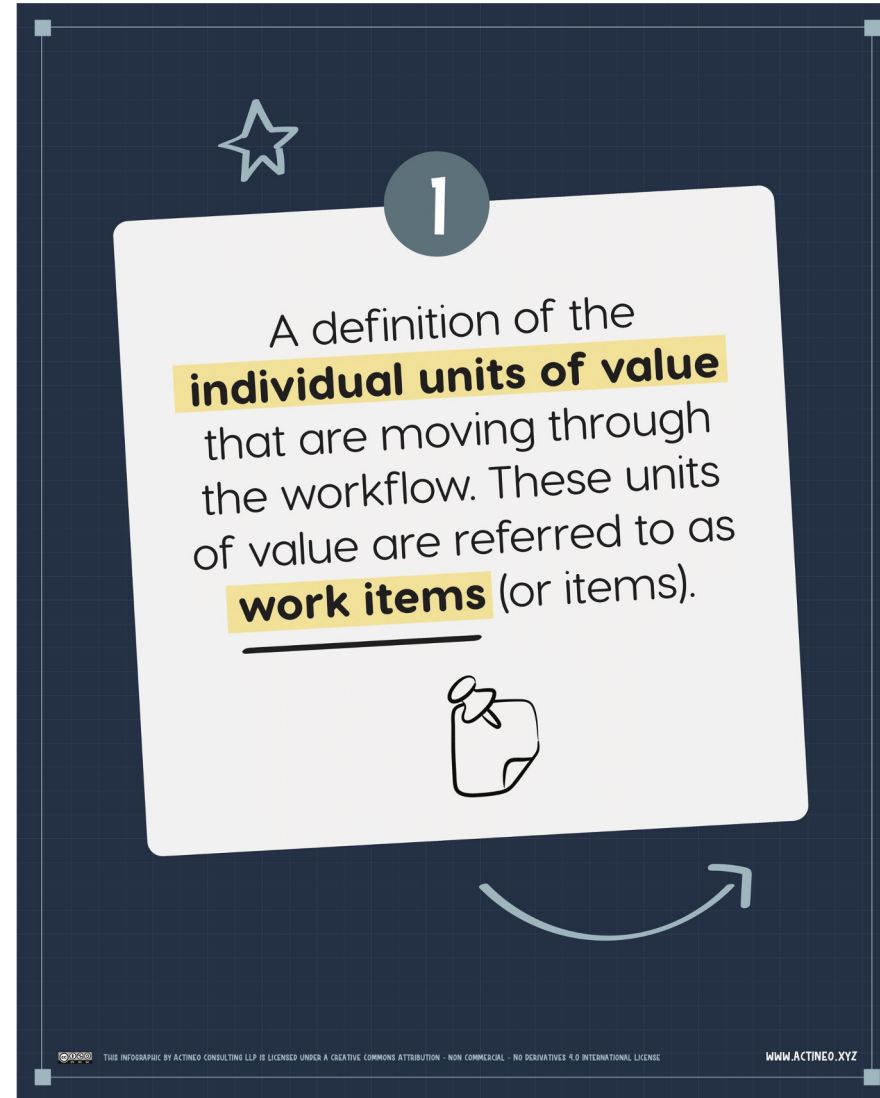 1
A definition of the
individual units of value
that are moving through
the workflow. These units
of value are referred to as
work items (or items).
THIS INFOGRAPHIC BY ACTINEO CONSULTING LLP IS LICENSED UNDER A CREATIVE COMMONS ATTRIBUTION - NON COMMERCIAL - NO DERIVATIVES 4.0 INTERNATIONAL LICENSE
WWW.ACTINEO.XYZ